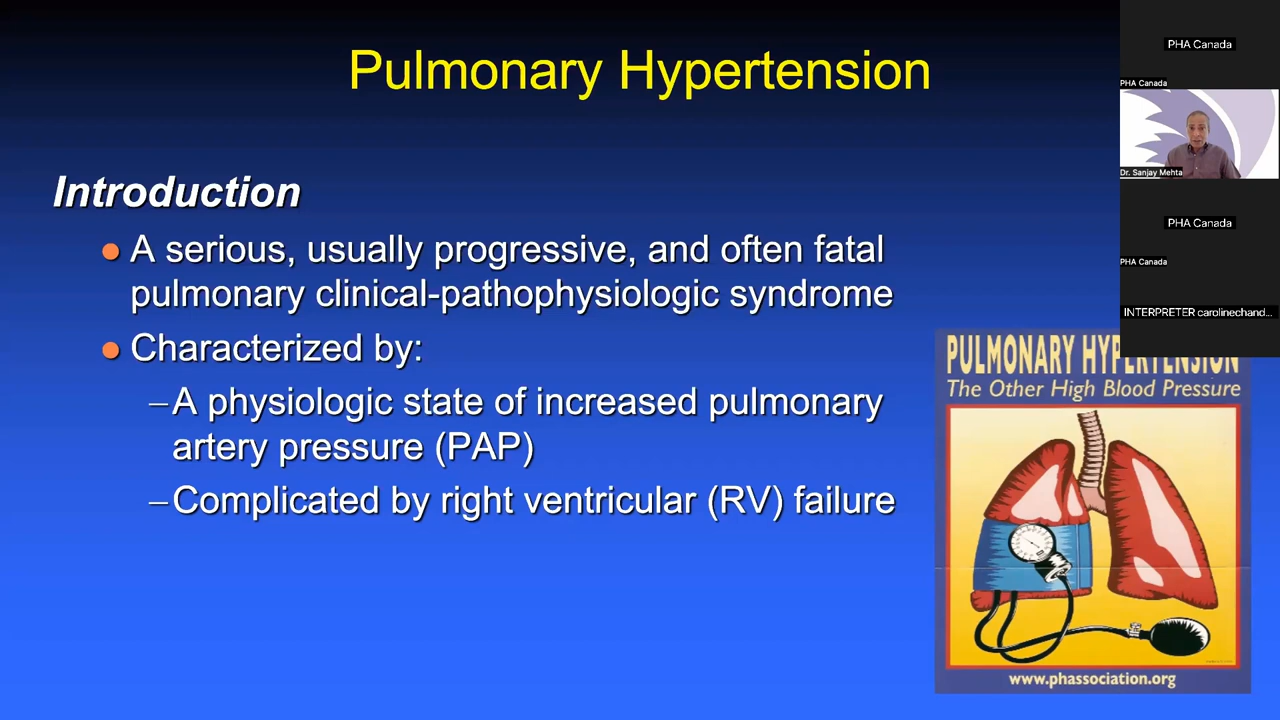 Pulmonary Hypertension
Introduction
A serious, usually progressive, and often fatal
pulmonary clinical-pathophysiologic syndrome
Characterized by:
–A physiologic state of increased pulmonary
artery pressure (PAP)
–Complicated by right ventricular (RV) failure
PHA Canada
PHA Canada
Dr. Sanjay Mehta
PHA Canada
PHA Canada
INTERPRETER carolinechand...
PULMONARY HYPERTENSION
The Other High Blood Pressure
www.phassociation.org